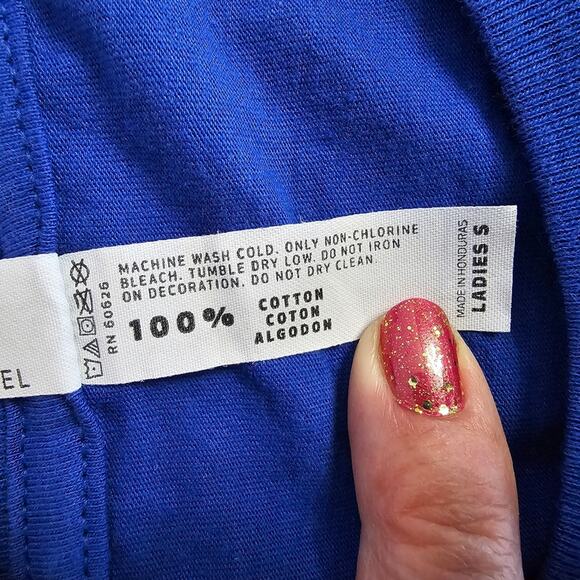 MACHINE WASH COLD. ONLY NON-CHLORINE
BLEACH. TUMBLE DRY LOW. DO NOT IRON
ON DECORATION. DO NOT DRY CLEAN.
100% COTTON
COTON
ALGODON
RN 60626
MADE IN HONDURAS
LADIES S
EL